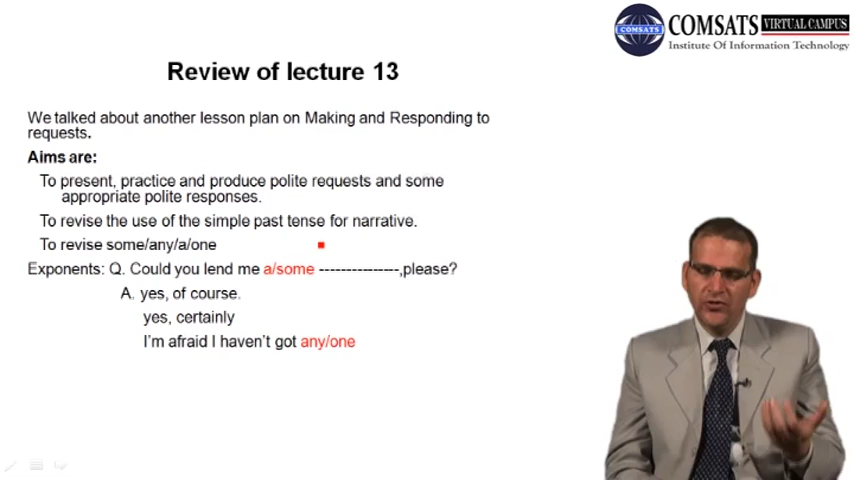 COMSATS VIRTUAL CAMPUS
Institute Of Information Technology
COMSATS
Review of lecture 13
We talked about another lesson plan on Making and Responding to
requests.
Aims are:
To present, practice and produce polite requests and some
appropriate polite responses.
To revise the use of the simple past tense for narrative.
To revise some/any/a/one
Exponents: Q. Could you lend me a/some ---------------,please?
A. yes, of course.
yes, certainly
I'm afraid I haven't got any/one